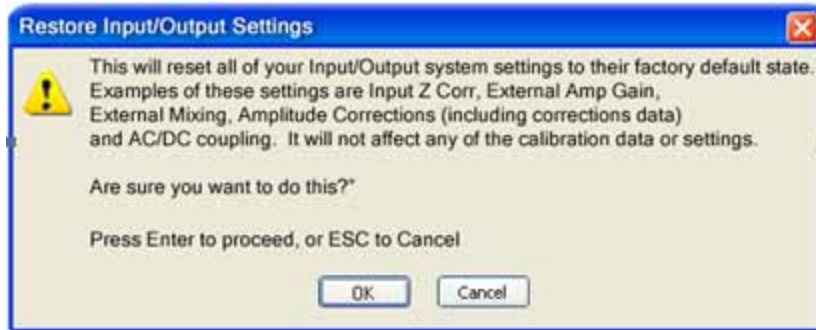 Restore Input/Output Settings
This will reset all of your Input/Output system settings to their factory default state.
Examples of these settings are Input Z Corr, External Amp Gain,
External Mixing, Amplitude Corrections (including corrections data)
and AC/DC coupling. It will not affect any of the calibration data or settings.
Are sure you want to do this?"
Press Enter to proceed, or ESC to Cancel
OK Cancel